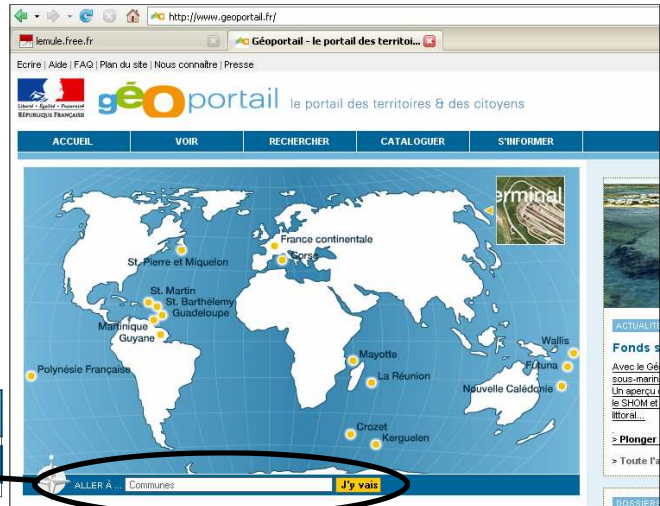 http://www.geoportail.fr/
lemule.free.fr
Géoportail - le portail des territoi...
Ecrire | Aide | FAQ | Plan du site | Nous connaître | Presse
Liberté • Égalité • Fraternité
RÉPUBLIQUE FRANÇAISE
géoportail le portail des territoires & des citoyens
ACCUEIL VOIR RECHERCHER CATALOGUER S'INFORMER
erminal
France continentale
Corse
St. Pierre et Miquelon
St. Martin
St. Barthélemy
Guadeloupe
Martinique
Guyane
Polynésie Française
Mayotte
La Réunion
Crozet
Kerguelen
Wallis
Futuna
Nouvelle Calédonie
ALLER À ... Communes J'y vais
ACTUALITÉ
Fonds s
Avec le Gé
sous-marin
Un aperçu
le SHOM et
littoral...
> Plonger
> Toute l'a
DOSSIERS